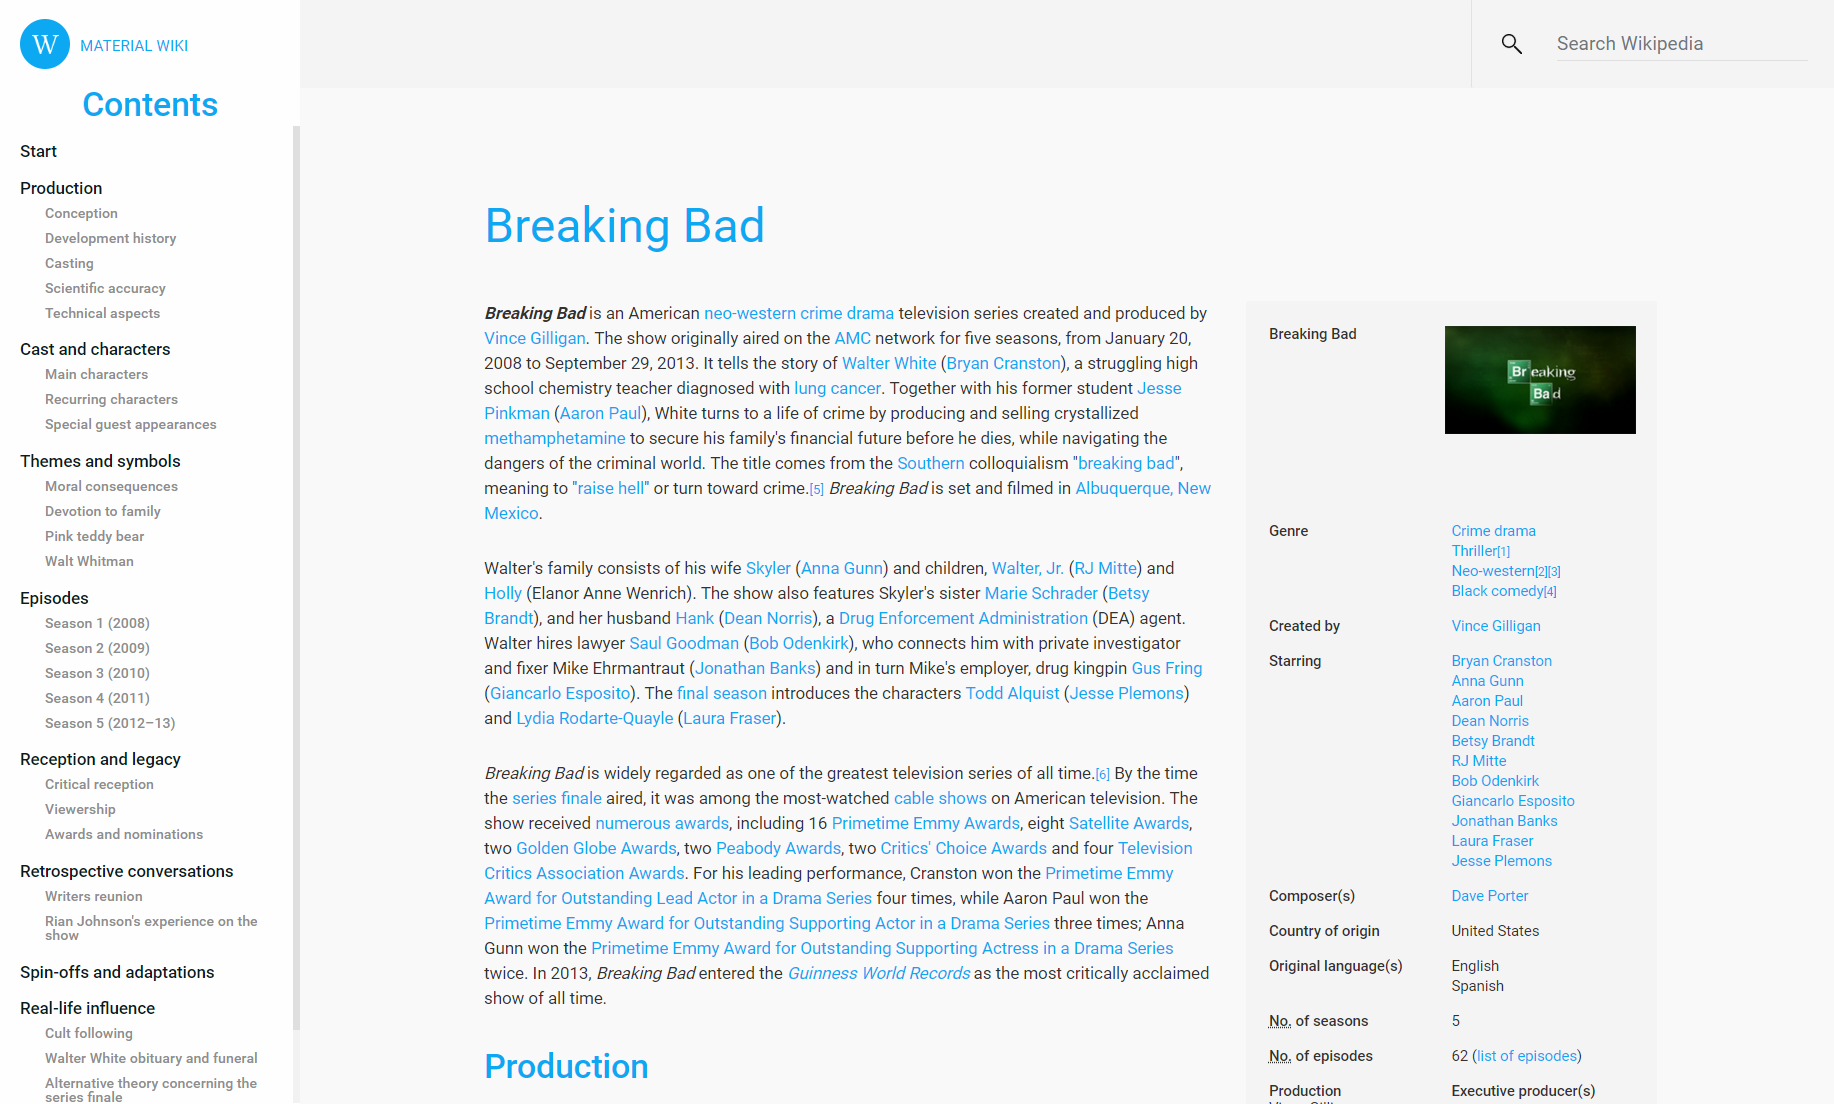 W MATERIAL WIKI
Search Wikipedia
Contents
Start
Production
Conception
Development history
Casting
Scientific accuracy
Technical aspects
Cast and characters
Main characters
Recurring characters
Special guest appearances
Themes and symbols
Moral consequences
Devotion to family
Pink teddy bear
Walt Whitman
Episodes
Season 1 (2008)
Season 2 (2009)
Season 3 (2010)
Season 4 (2011)
Season 5 (2012–13)
Reception and legacy
Critical reception
Viewership
Awards and nominations
Retrospective conversations
Writers reunion
Rian Johnson's experience on the
show
Spin-offs and adaptations
Real-life influence
Cult following
Walter White obituary and funeral
Alternative theory concerning the
series finale
Breaking Bad
Breaking Bad is an American neo-western crime drama television series created and produced by
Vince Gilligan. The show originally aired on the AMC network for five seasons, from January 20,
2008 to September 29, 2013. It tells the story of Walter White (Bryan Cranston), a struggling high
school chemistry teacher diagnosed with lung cancer. Together with his former student Jesse
Pinkman (Aaron Paul), White turns to a life of crime by producing and selling crystallized
methamphetamine to secure his family's financial future before he dies, while navigating the
dangers of the criminal world. The title comes from the Southern colloquialism "breaking bad",
meaning to "raise hell" or turn toward crime.[5] Breaking Bad is set and filmed in Albuquerque, New
Mexico.
Walter's family consists of his wife Skyler (Anna Gunn) and children, Walter, Jr. (RJ Mitte) and
Holly (Elanor Anne Wenrich). The show also features Skyler's sister Marie Schrader (Betsy
Brandt), and her husband Hank (Dean Norris), a Drug Enforcement Administration (DEA) agent.
Walter hires lawyer Saul Goodman (Bob Odenkirk), who connects him with private investigator
and fixer Mike Ehrmantraut (Jonathan Banks) and in turn Mike's employer, drug kingpin Gus Fring
(Giancarlo Esposito). The final season introduces the characters Todd Alquist (Jesse Plemons)
and Lydia Rodarte-Quayle (Laura Fraser).
Breaking Bad is widely regarded as one of the greatest television series of all time.[6] By the time
the series finale aired, it was among the most-watched cable shows on American television. The
show received numerous awards, including 16 Primetime Emmy Awards, eight Satellite Awards,
two Golden Globe Awards, two Peabody Awards, two Critics' Choice Awards and four Television
Critics Association Awards. For his leading performance, Cranston won the Primetime Emmy
Award for Outstanding Lead Actor in a Drama Series four times, while Aaron Paul won the
Primetime Emmy Award for Outstanding Supporting Actor in a Drama Series three times; Anna
Gunn won the Primetime Emmy Award for Outstanding Supporting Actress in a Drama Series
twice. In 2013, Breaking Bad entered the Guinness World Records as the most critically acclaimed
show of all time.
Production
Breaking Bad
Breaking
Bad
Genre Crime drama
Thriller[1]
Neo-western[2][3]
Black comedy[4]
Created by Vince Gilligan
Starring Bryan Cranston
Anna Gunn
Aaron Paul
Dean Norris
Betsy Brandt
RJ Mitte
Bob Odenkirk
Giancarlo Esposito
Jonathan Banks
Laura Fraser
Jesse Plemons
Composer(s) Dave Porter
Country of origin United States
Original language(s) English
Spanish
No. of seasons 5
No. of episodes 62 (list of episodes)
Production Executive producer(s)